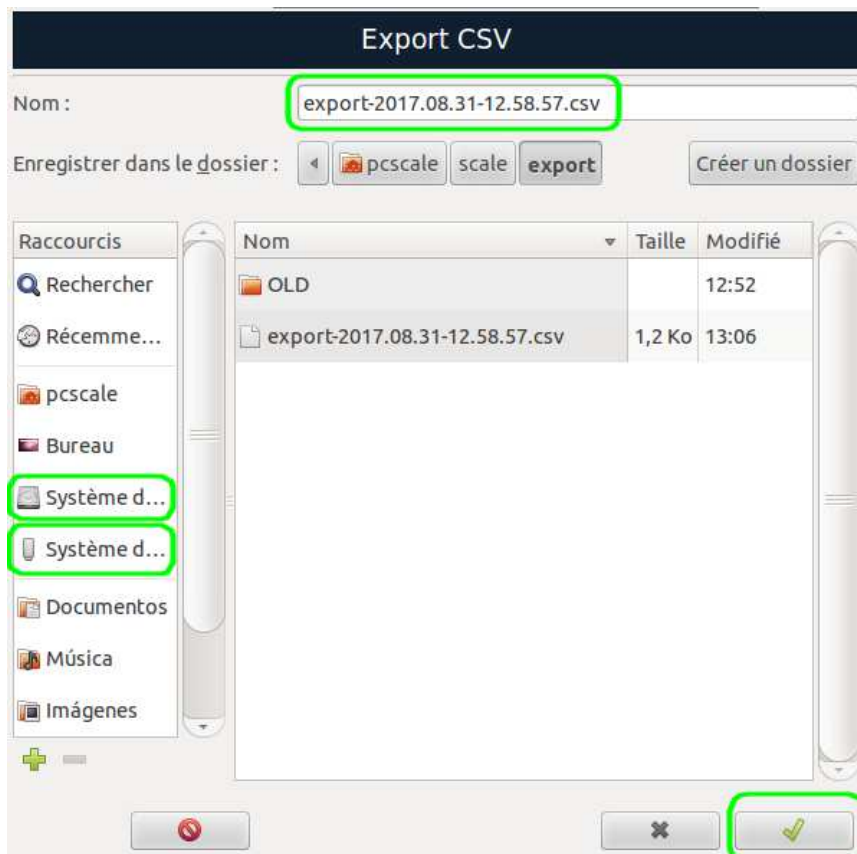 Export CSV
Nom :
export-2017.08.31-12.58.57.csv
Enregistrer dans le dossier :
pcscale
scale
export
Créer un dossier
Raccourcis
Rechercher
Récemme...
pcscale
Bureau
Système d...
Système d...
Documentos
Música
Imágenes
Nom
Taille
Modifié
OLD
12:52
export-2017.08.31-12.58.57.csv
1,2 Ko
13:06